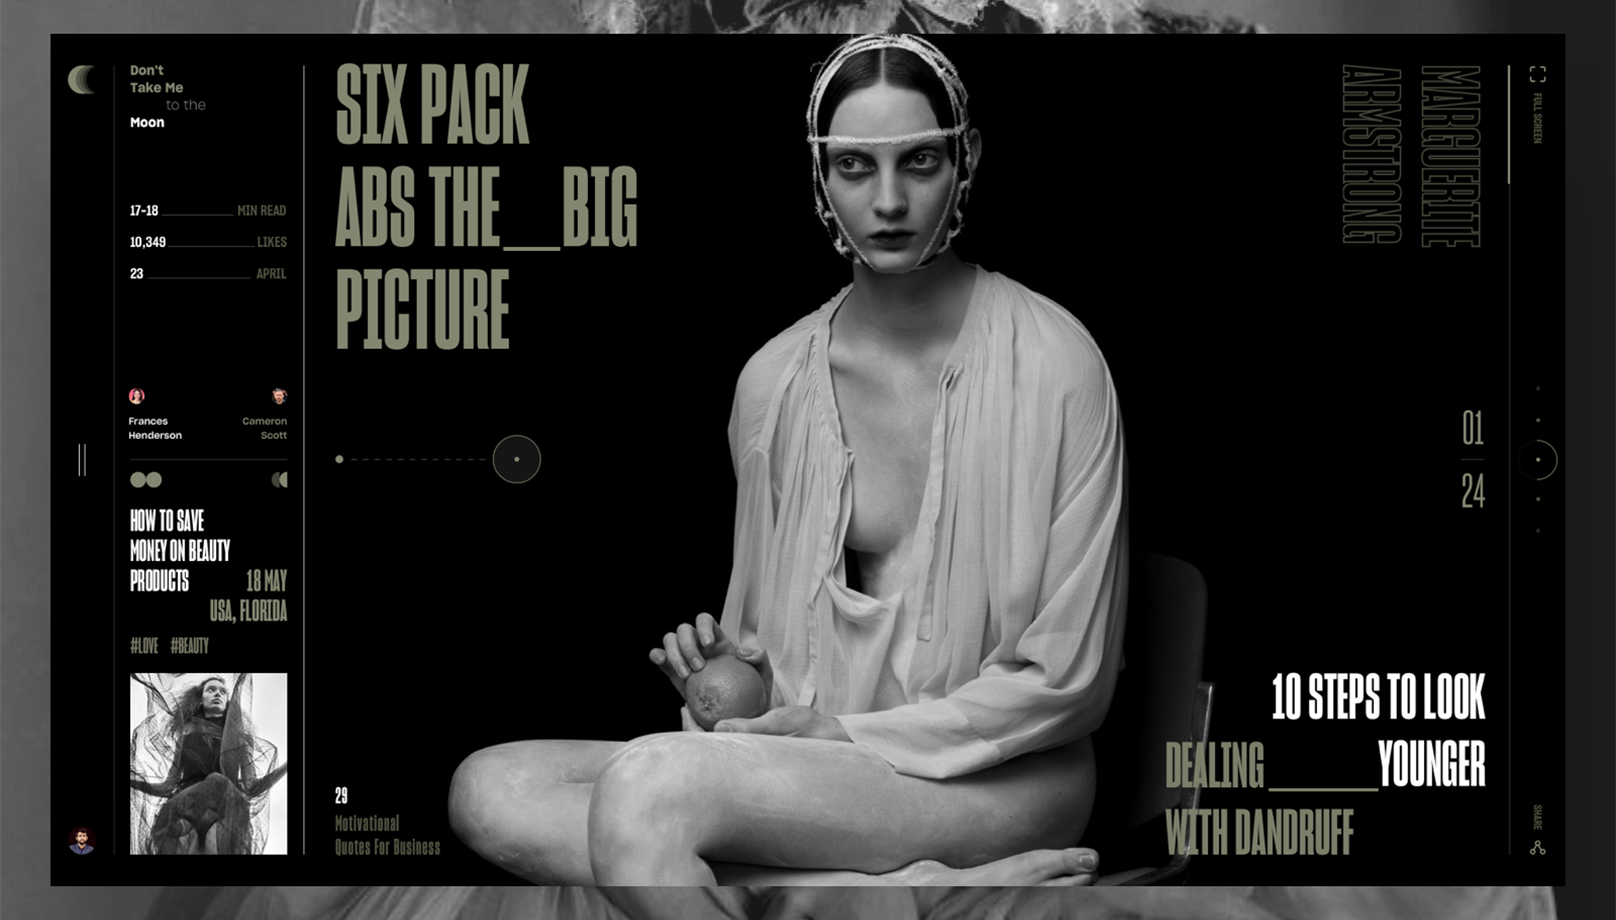 Don't
Take Me
to the
Moon
17-18 MIN READ
10,349 LIKES
23 APRIL
Frances
Henderson
Cameron
Scott
HOW TO SAVE
MONEY ON BEAUTY
PRODUCTS
18 MAY
USA, FLORIDA
#LOVE #BEAUTY
SIX PACK
ABS THE__BIG
PICTURE
29
Motivational
Quotes For Business
MARGUERITE
ARMSTRONG
FULL SCREEN
01
24
10 STEPS TO LOOK
DEALING____YOUNGER
WITH DANDRUFF
SHARE